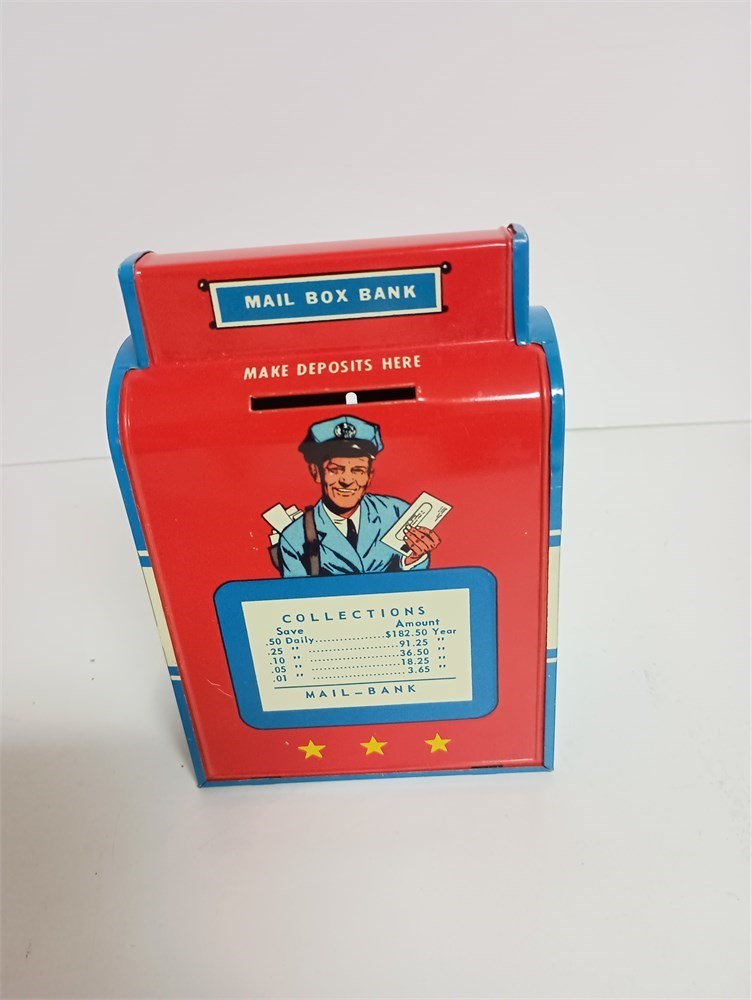 MAIL BOX BANK
MAKE DEPOSITS HERE
COLLECTIONS
Save Amount
.50 Daily....................$182.50 Year
.25 " ........................91.25 "
.10 " ........................36.50 "
.05 " ........................18.25 "
.01 " ........................3.65 "
MAIL-BANK